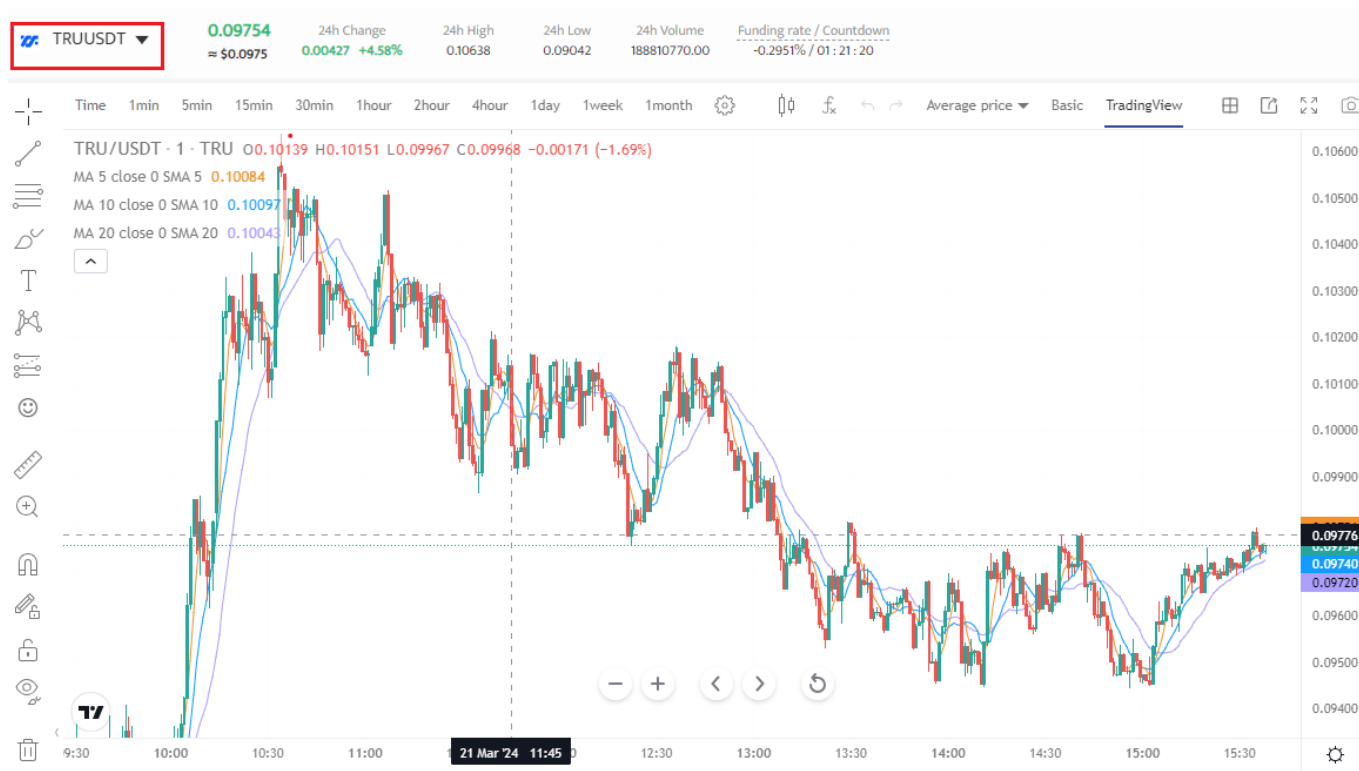 TRUUSDT
0.09754
≈ $0.0975
24h Change
0.00427 +4.58%
24h High
0.10638
24h Low
0.09042
24h Volume
188810770.00
Funding rate / Countdown
-0.2951% / 01 : 21 : 20
Time 1min 5min 15min 30min 1hour 2hour 4hour 1day 1week 1month Average price Basic TradingView
TRU/USDT · 1 · TRU O0.10139 H0.10151 L0.09967 C0.09968 −0.00171 (−1.69%)
MA 5 close 0 SMA 5 0.10084
MA 10 close 0 SMA 10 0.10097
MA 20 close 0 SMA 20 0.10043
0.10600
0.10500
0.10400
0.10300
0.10200
0.10100
0.10000
0.09900
0.09776
0.09754
0.09740
0.09720
0.09600
0.09500
0.09400
9:30 10:00 10:30 11:00 21 Mar '24 11:45 12:30 13:00 13:30 14:00 14:30 15:00 15:30